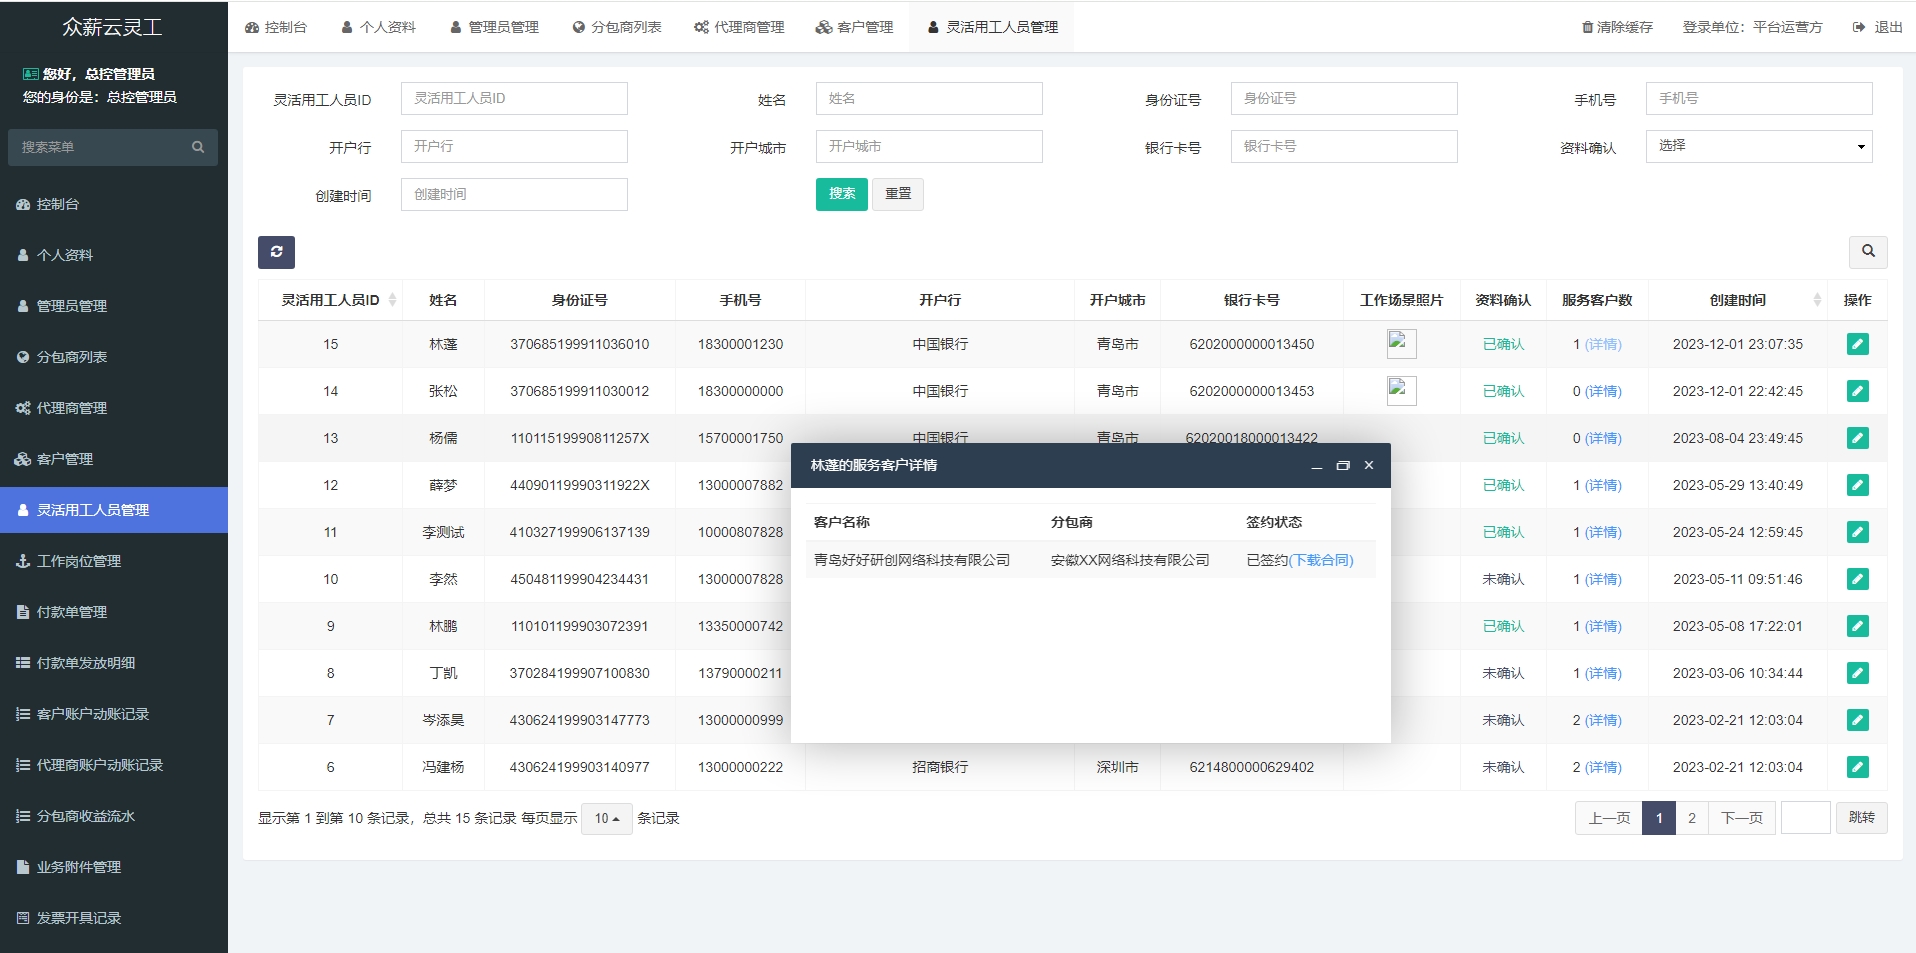 众薪云灵工
您好，总控管理员
您的身份是：总控管理员
搜索菜单
控制台
个人资料
管理员管理
分包商列表
代理商管理
客户管理
灵活用工人员管理
工作岗位管理
付款单管理
付款单发放明细
客户账户动账记录
代理商账户动账记录
分包商收益流水
业务附件管理
发票开具记录
控制台 个人资料 管理员管理 分包商列表 代理商管理 客户管理 灵活用工人员管理 清除缓存 登录单位：平台运营方 退出
灵活用工人员ID 灵活用工人员ID 姓名 姓名 身份证号 身份证号 手机号 手机号
开户行 开户行 开户城市 开户城市 银行卡号 银行卡号 资料确认 选择
创建时间 创建时间 搜索 重置
灵活用工人员ID 姓名 身份证号 手机号 开户行 开户城市 银行卡号 工作场景照片 资料确认 服务客户数 创建时间 操作
15 林蓬 370685199911036010 18300001230 中国银行 青岛市 6202000000013450 已确认 1 (详情) 2023-12-01 23:07:35
14 张松 370685199911030012 18300000000 中国银行 青岛市 6202000000013453 已确认 0 (详情) 2023-12-01 22:42:45
13 杨儒 11011519990811257X 15700001750 中国银行 青岛市 62020018000013422 已确认 0 (详情) 2023-08-04 23:49:45
12 薛梦 44090119990311922X 13000007882 已确认 1 (详情) 2023-05-29 13:40:49
11 李测试 410327199906137139 10000807828 已确认 1 (详情) 2023-05-24 12:59:45
10 李然 450481199904234431 13000007828 未确认 1 (详情) 2023-05-11 09:51:46
9 林鹏 110101199903072391 13350000742 已确认 1 (详情) 2023-05-08 17:22:01
8 丁凯 370284199907100830 13790000211 未确认 1 (详情) 2023-03-06 10:34:44
7 岑添昊 430624199903147773 13000000999 未确认 2 (详情) 2023-02-21 12:03:04
6 冯建杨 430624199903140977 13000000222 招商银行 深圳市 6214800000629402 未确认 2 (详情) 2023-02-21 12:03:04
林蓬的服务客户详情
客户名称 分包商 签约状态
青岛好好研创网络科技有限公司 安徽XX网络科技有限公司 已签约(下载合同)
显示第 1 到第 10 条记录，总共 15 条记录 每页显示 10 条记录 上一页 1 2 下一页 跳转